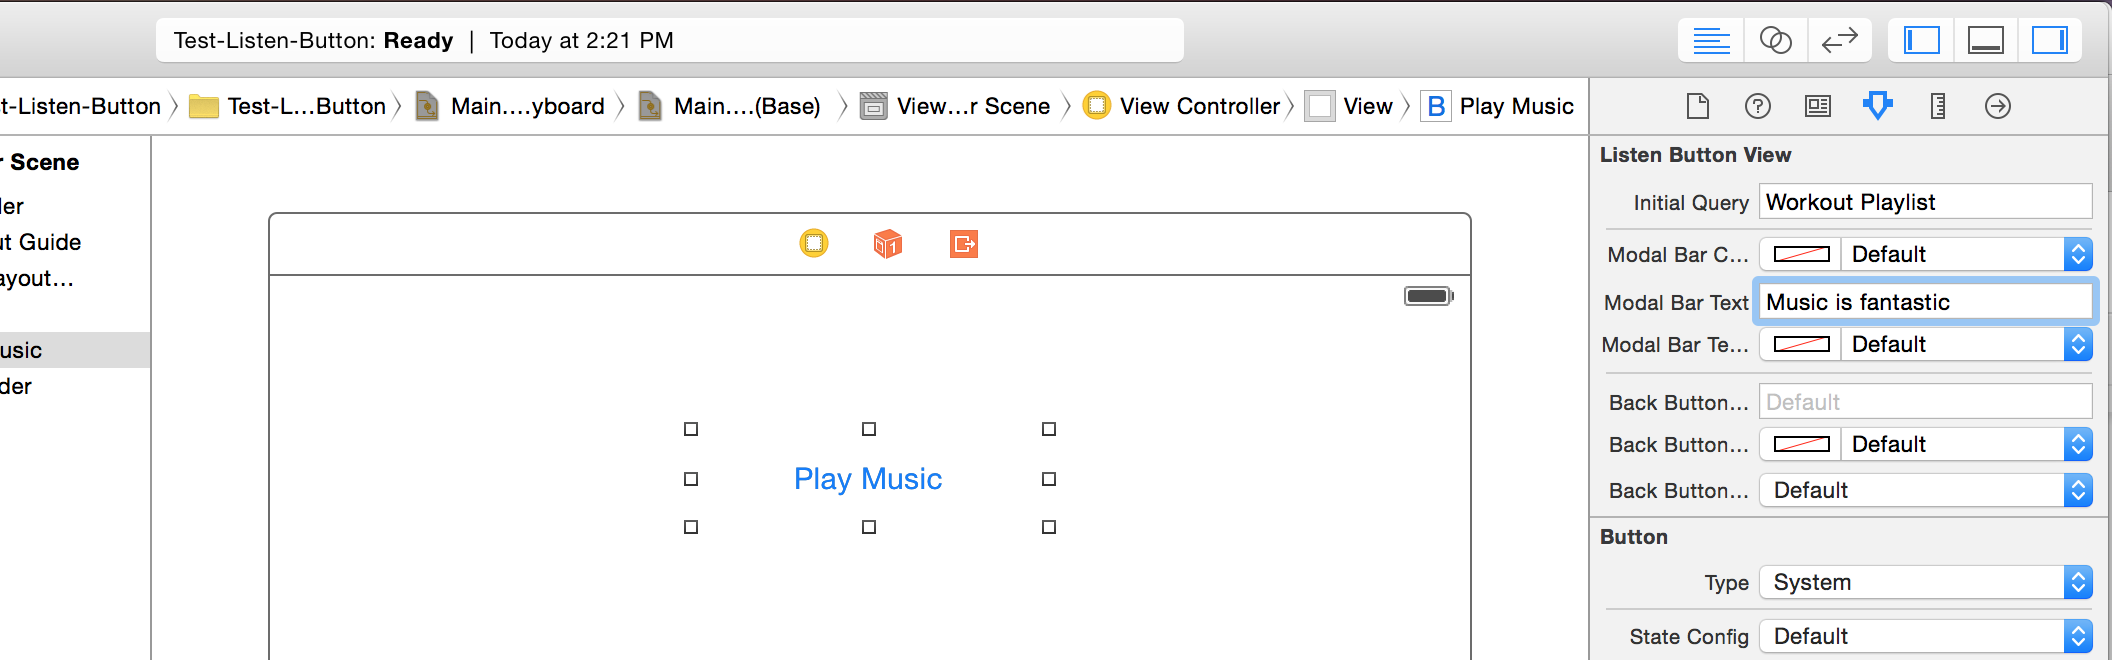 Test-Listen-Button: Ready | Today at 2:21 PM
t-Listen-Button Test-L...Button Main....yboard Main....(Base) View...r Scene View Controller View B Play Music
r Scene
ler
ut Guide
ayout...
usic
der
1
Play Music
Listen Button View
Initial Query Workout Playlist
Modal Bar C... Default
Modal Bar Text Music is fantastic
Modal Bar Te... Default
Back Button... Default
Back Button... Default
Back Button... Default
Button
Type System
State Config Default